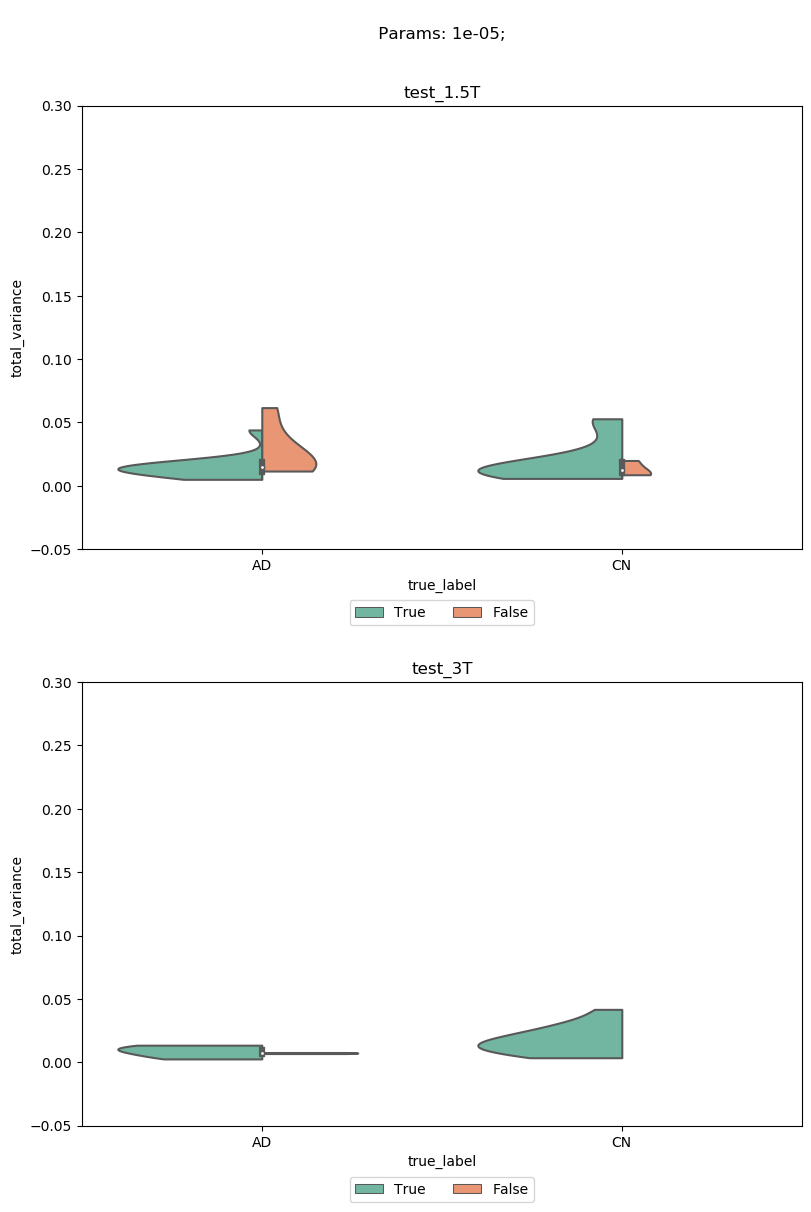 Params: 1e-05;
test_1.5T
0.30
0.25
0.20
0.15
0.10
0.05
0.00
−0.05
total_variance
AD CN
true_label
True False
test_3T
0.30
0.25
0.20
0.15
0.10
0.05
0.00
−0.05
total_variance
AD CN
true_label
True False